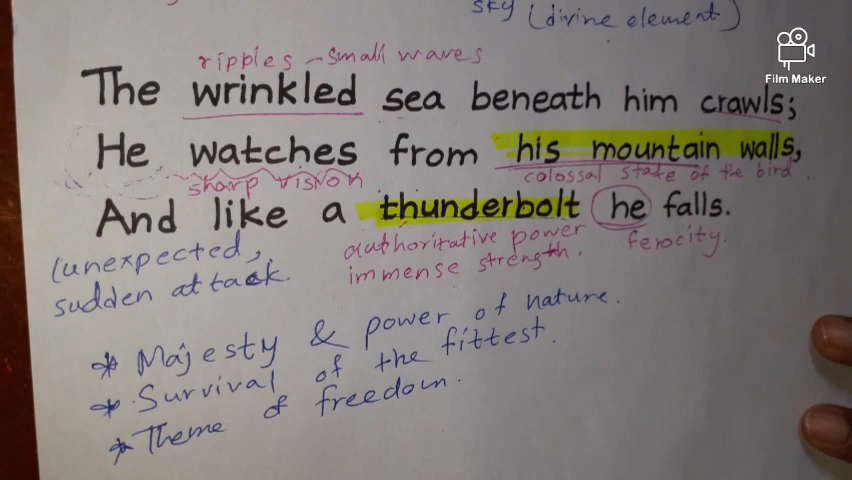 sky (divine element)
Film Maker
ripples - small waves
The wrinkled sea beneath him crawls;
He watches from his mountain walls,
sharp vision colossal state of the bird
And like a thunderbolt he falls.
(unexpected, authoritative power ferocity.
sudden attack. immense strength.
* Majesty & power of nature.
* Survival of the fittest.
* Theme of freedom.